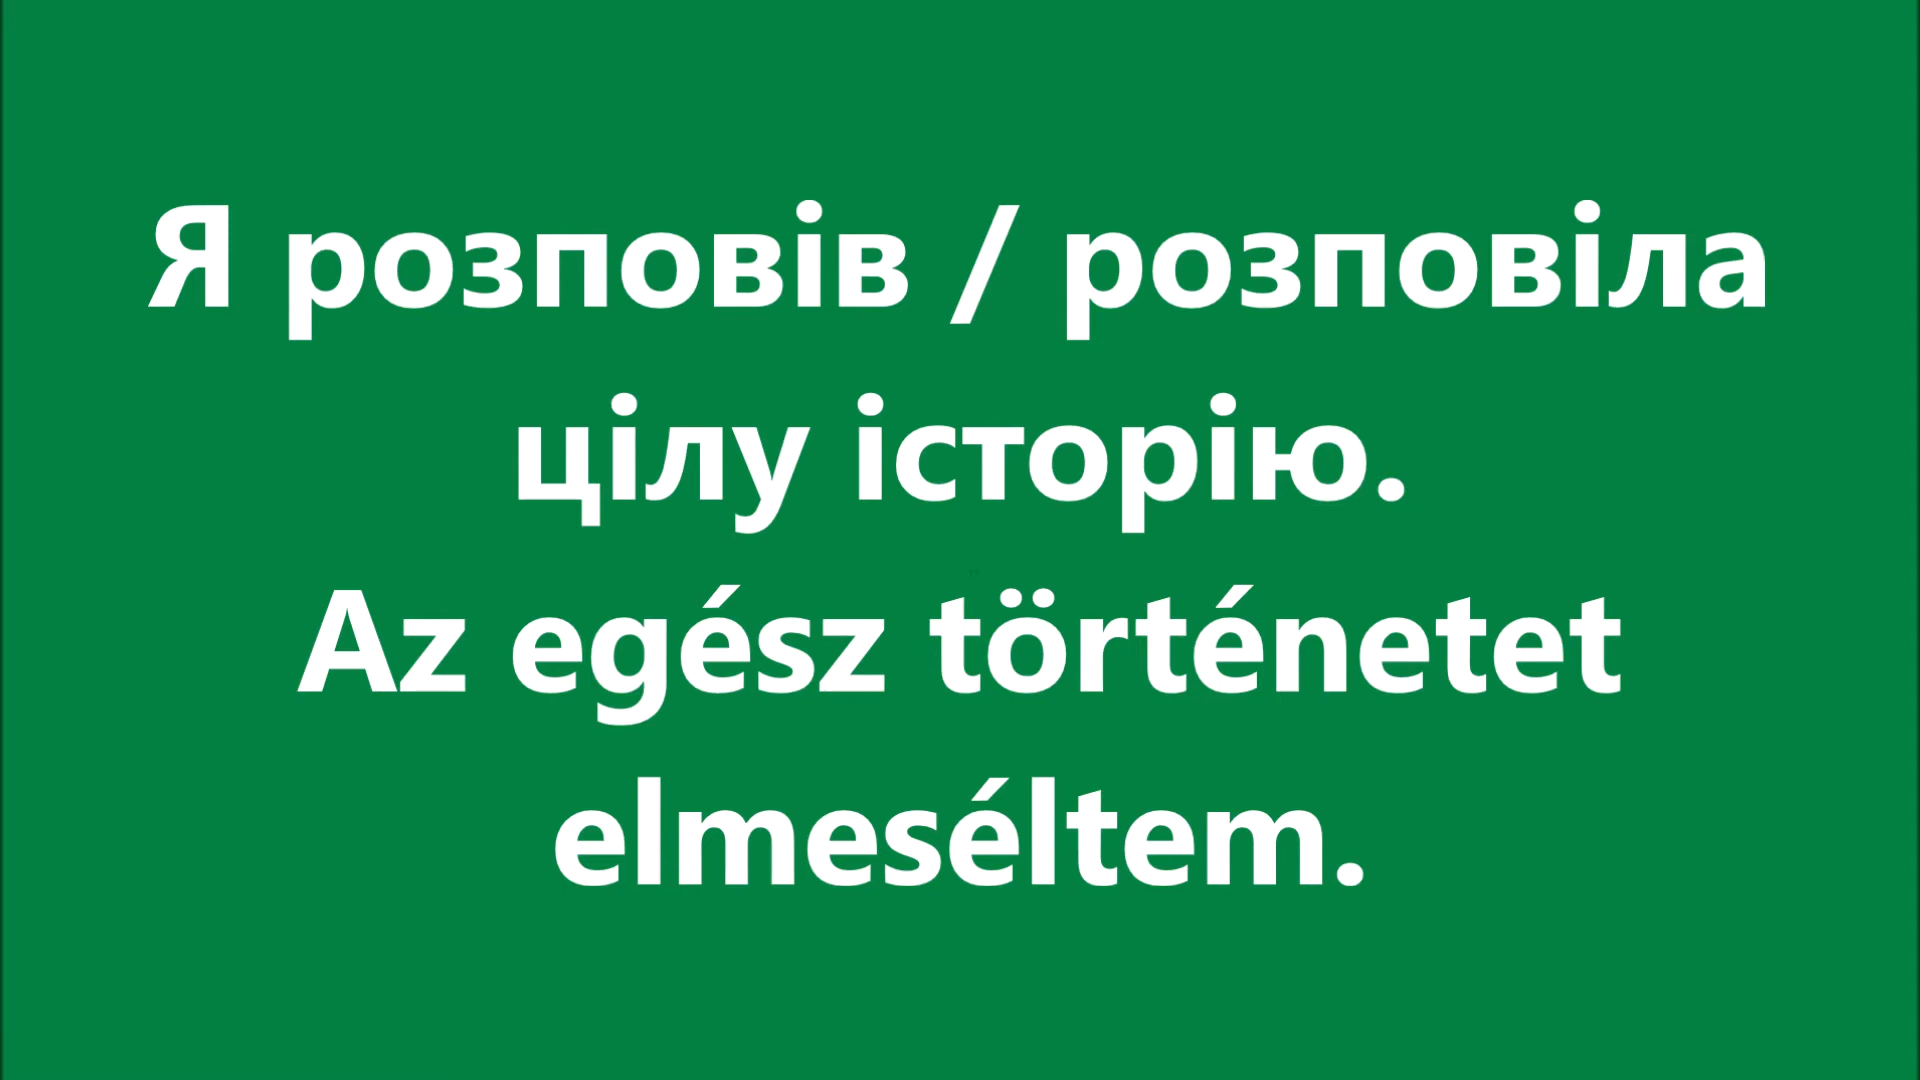 Я розповів / розповіла
цілу історію.
Az egész történetet
elmeséltem.